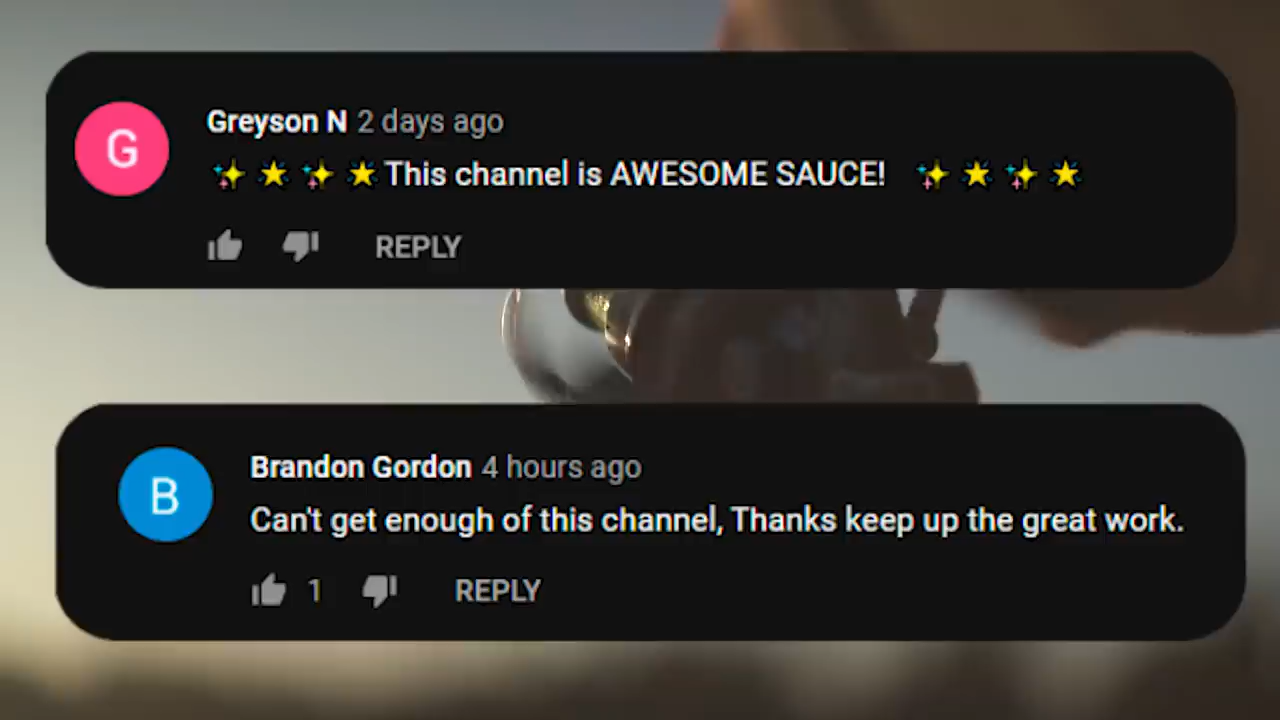 G
Greyson N 2 days ago
✨ 🌟 ✨ 🌟 This channel is AWESOME SAUCE! ✨ 🌟 ✨ 🌟
REPLY
B
Brandon Gordon 4 hours ago
Can't get enough of this channel, Thanks keep up the great work.
1 REPLY